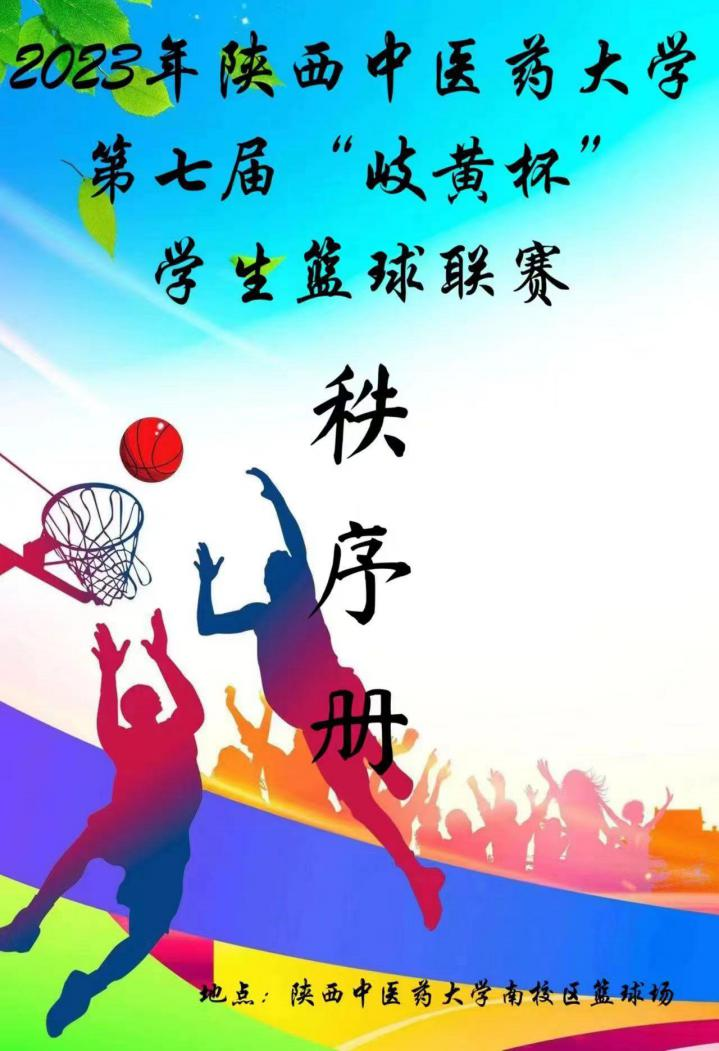 2023年陕西中医药大学
第七届“岐黄杯”
学生篮球联赛
秩序册
地点：陕西中医药大学南校区篮球场